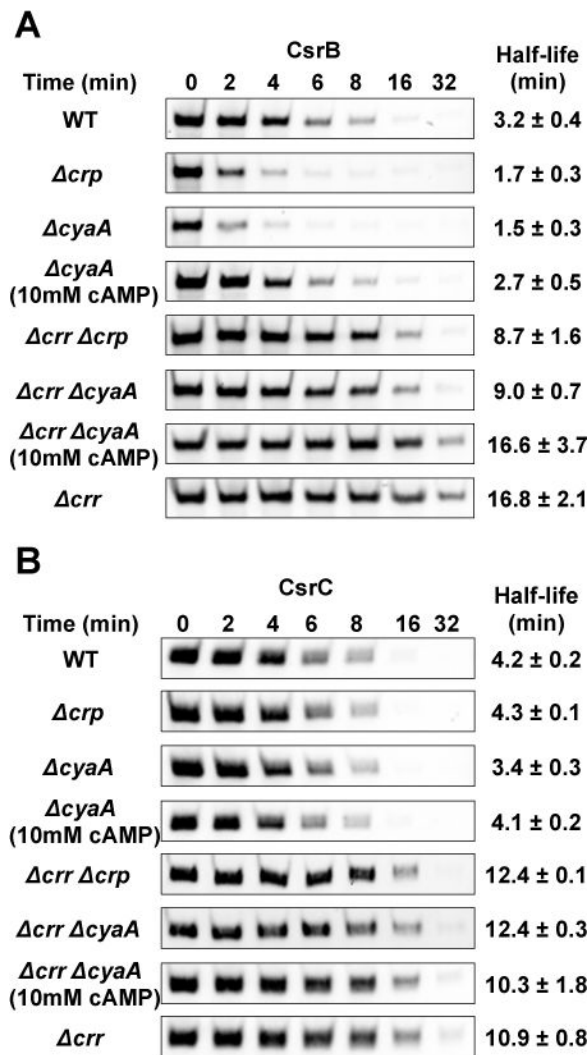 A
CsrB
Half-life
Time (min) 0 2 4 6 8 16 32 (min)
WT 3.2 ± 0.4
Δcrp 1.7 ± 0.3
ΔcyaA 1.5 ± 0.3
ΔcyaA
(10mM cAMP) 2.7 ± 0.5
Δcrr Δcrp 8.7 ± 1.6
Δcrr ΔcyaA 9.0 ± 0.7
Δcrr ΔcyaA
(10mM cAMP) 16.6 ± 3.7
Δcrr 16.8 ± 2.1
B
CsrC
Half-life
Time (min) 0 2 4 6 8 16 32 (min)
WT 4.2 ± 0.2
Δcrp 4.3 ± 0.1
ΔcyaA 3.4 ± 0.3
ΔcyaA
(10mM cAMP) 4.1 ± 0.2
Δcrr Δcrp 12.4 ± 0.1
Δcrr ΔcyaA 12.4 ± 0.3
Δcrr ΔcyaA
(10mM cAMP) 10.3 ± 1.8
Δcrr 10.9 ± 0.8